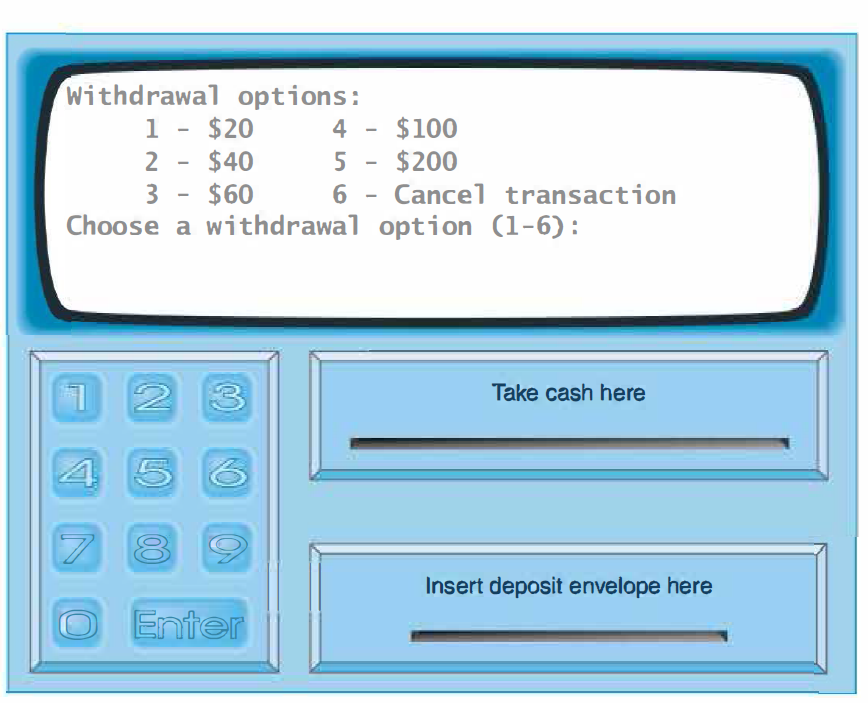 Withdrawal options:
1 - $20 4 - $100
2 - $40 5 - $200
3 - $60 6 - Cancel transaction
Choose a withdrawal option (1-6):
1 2 3
Take cash here
4 5 6
7 8 9
Insert deposit envelope here
0 Enter